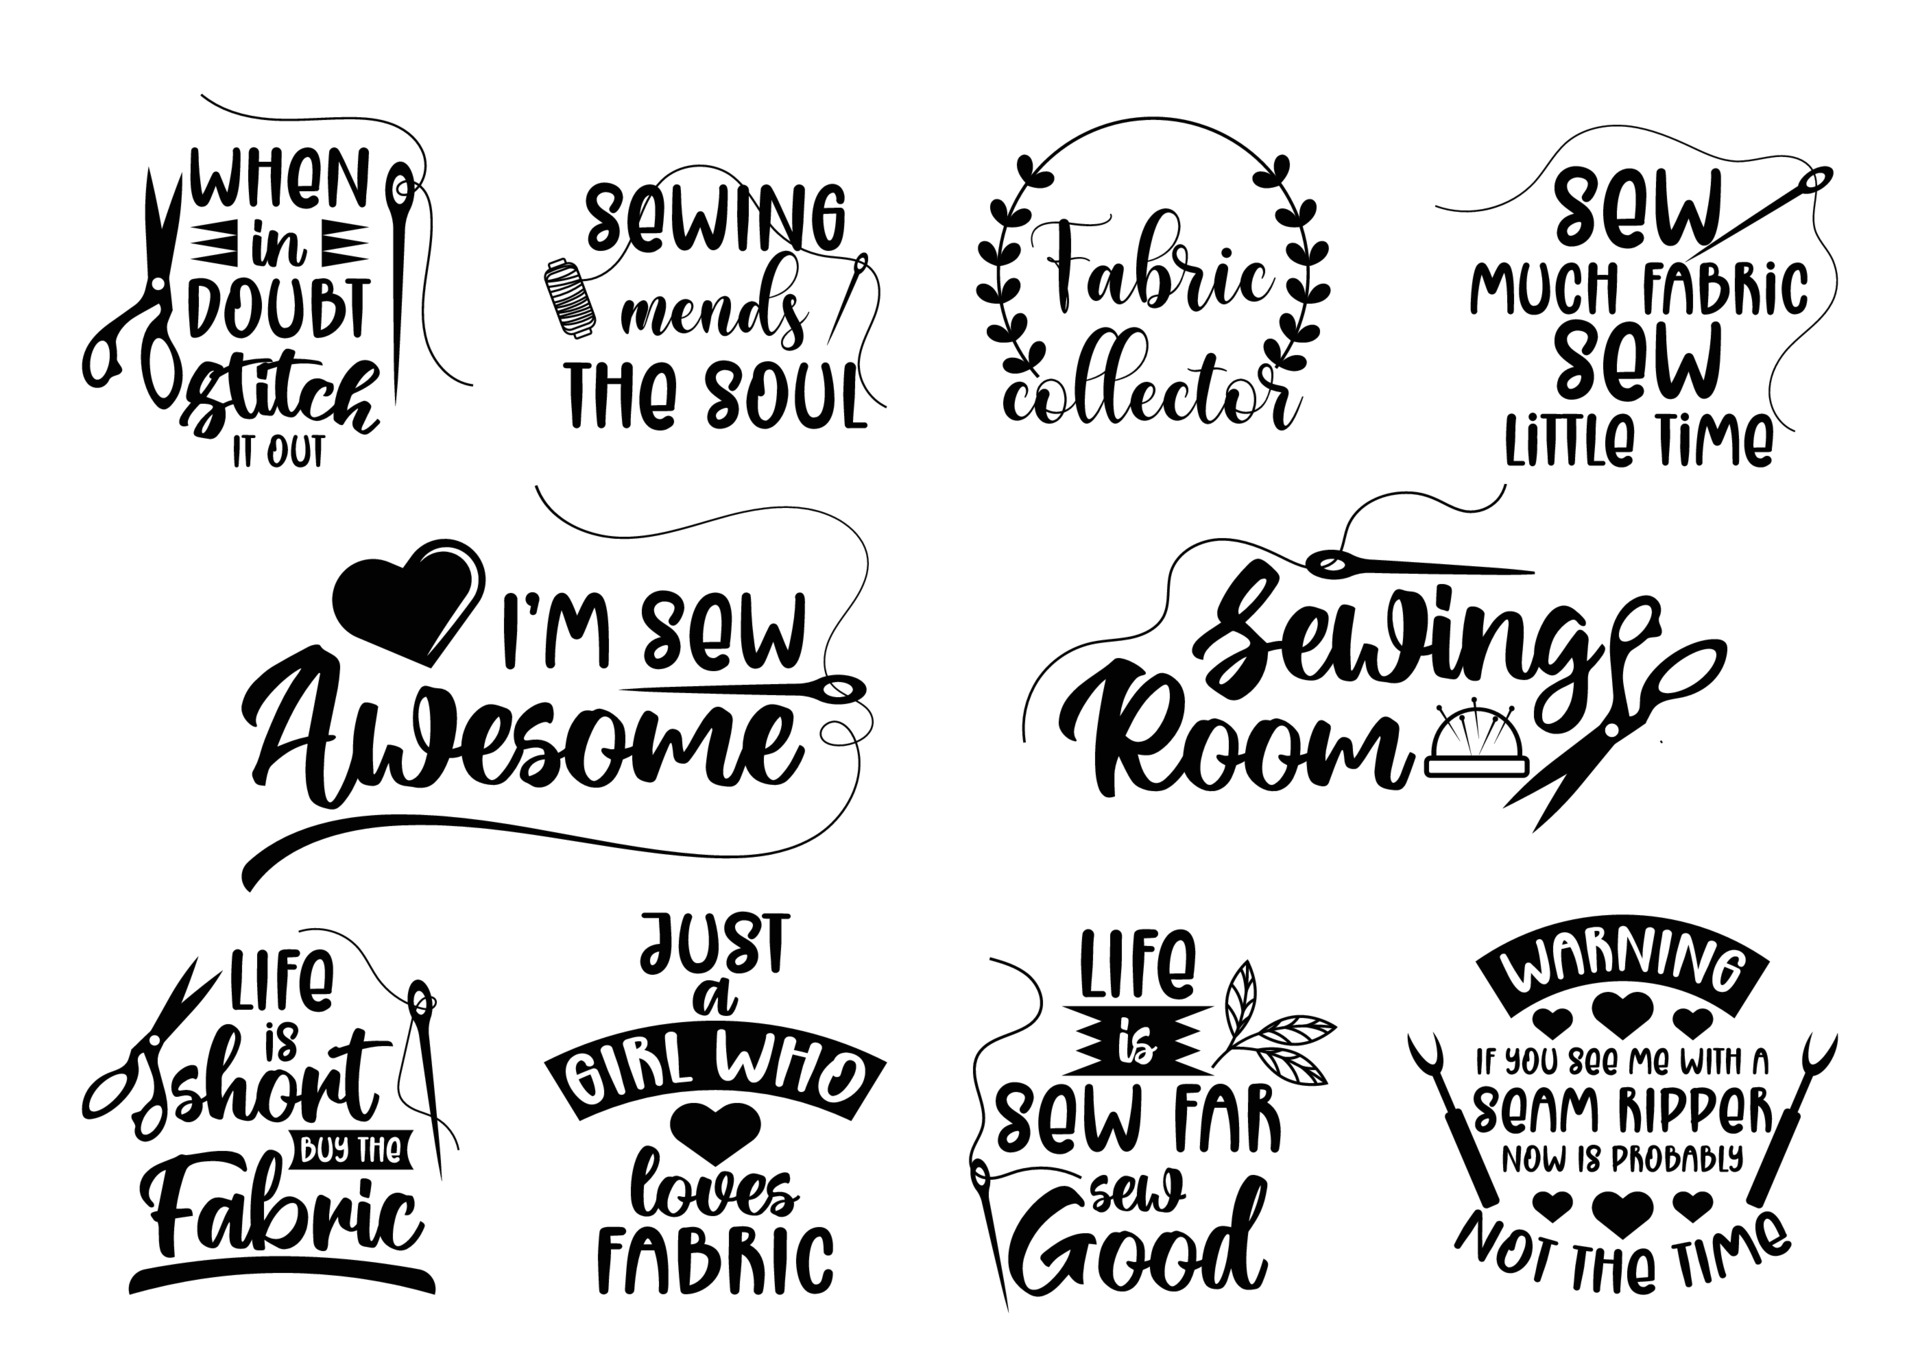 WHEN
in
DOUBT
stitch
IT OUT
SEWING
mends
THE SOUL
Fabric
collector
SEW
MUCH FABRIC
SEW
LITTLE TIME
I'M SEW
Awesome
Sewing
Room
LIFE
IS
short
BUY THE
Fabric
JUST
a
GIRL WHO
loves
FABRIC
LIFE
is
SEW FAR
sew
Good
WARNING
IF YOU SEE ME WITH A
SEAM RIPPER
NOW IS PROBABLY
NOT THE TIME